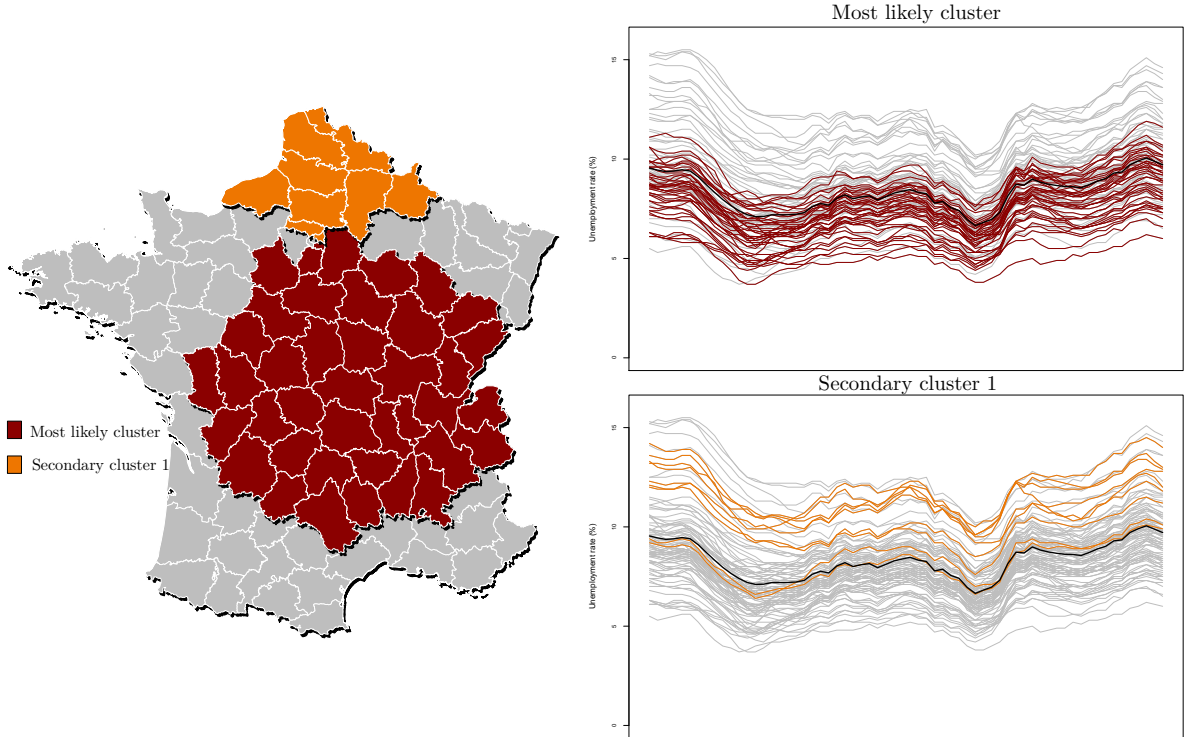 Most likely cluster
Unemployment rate (%)
15
10
5
0
Most likely cluster
Secondary cluster 1
Secondary cluster 1
Unemployment rate (%)
15
10
5
0